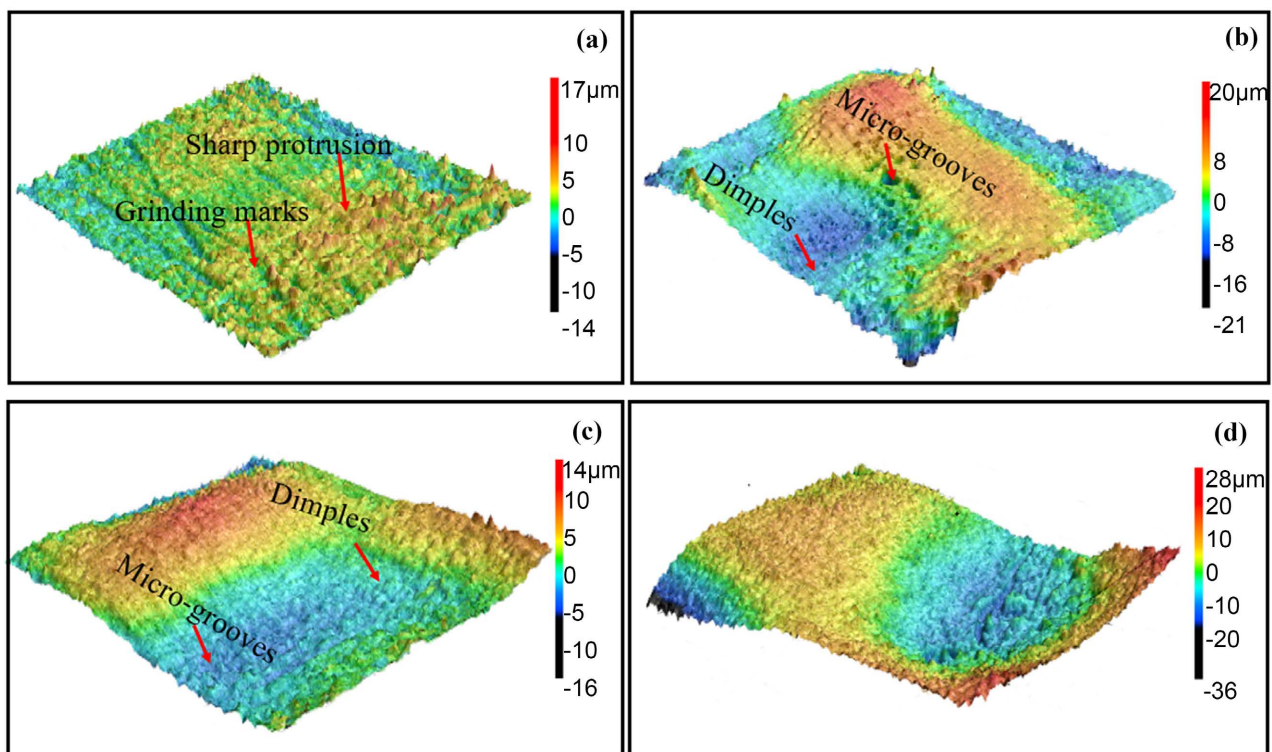 (a)
17μm
10
5
0
-5
-10
-14
Sharp protrusion
Grinding marks
(b)
20μm
8
0
-8
-16
-21
Micro-grooves
Dimples
(c)
14μm
10
5
0
-5
-10
-16
Dimples
Micro-grooves
(d)
28μm
20
10
0
-10
-20
-36